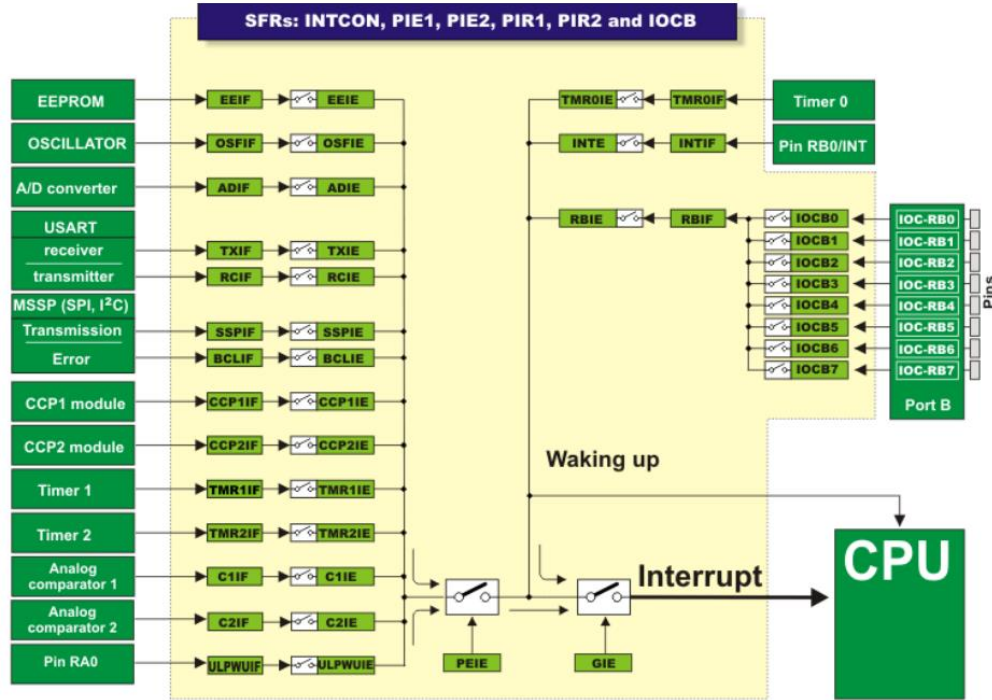 SFRs: INTCON, PIE1, PIE2, PIR1, PIR2 and IOCB
EEPROM EEIF EEIE TMR0IE TMR0IF Timer 0
OSCILLATOR OSFIF OSFIE INTE INTIF Pin RB0/INT
A/D converter ADIF ADIE
USART RBIE RBIF IOCB0 IOC-RB0
receiver TXIF TXIE IOCB1 IOC-RB1
transmitter RCIF RCIE IOCB2 IOC-RB2
IOCB3 IOC-RB3
MSSP (SPI, I²C) IOCB4 IOC-RB4
Transmission SSPIF SSPIE IOCB5 IOC-RB5
Error BCLIF BCLIE IOCB6 IOC-RB6
IOCB7 IOC-RB7
Pins
CCP1 module CCP1IF CCP1IE Port B
CCP2 module CCP2IF CCP2IE
Waking up
Timer 1 TMR1IF TMR1IE
Timer 2 TMR2IF TMR2IE
CPU
Analog
comparator 1 C1IF C1IE Interrupt
Analog
comparator 2 C2IF C2IE
Pin RA0 ULPWUIF ULPWUIE PEIE GIE